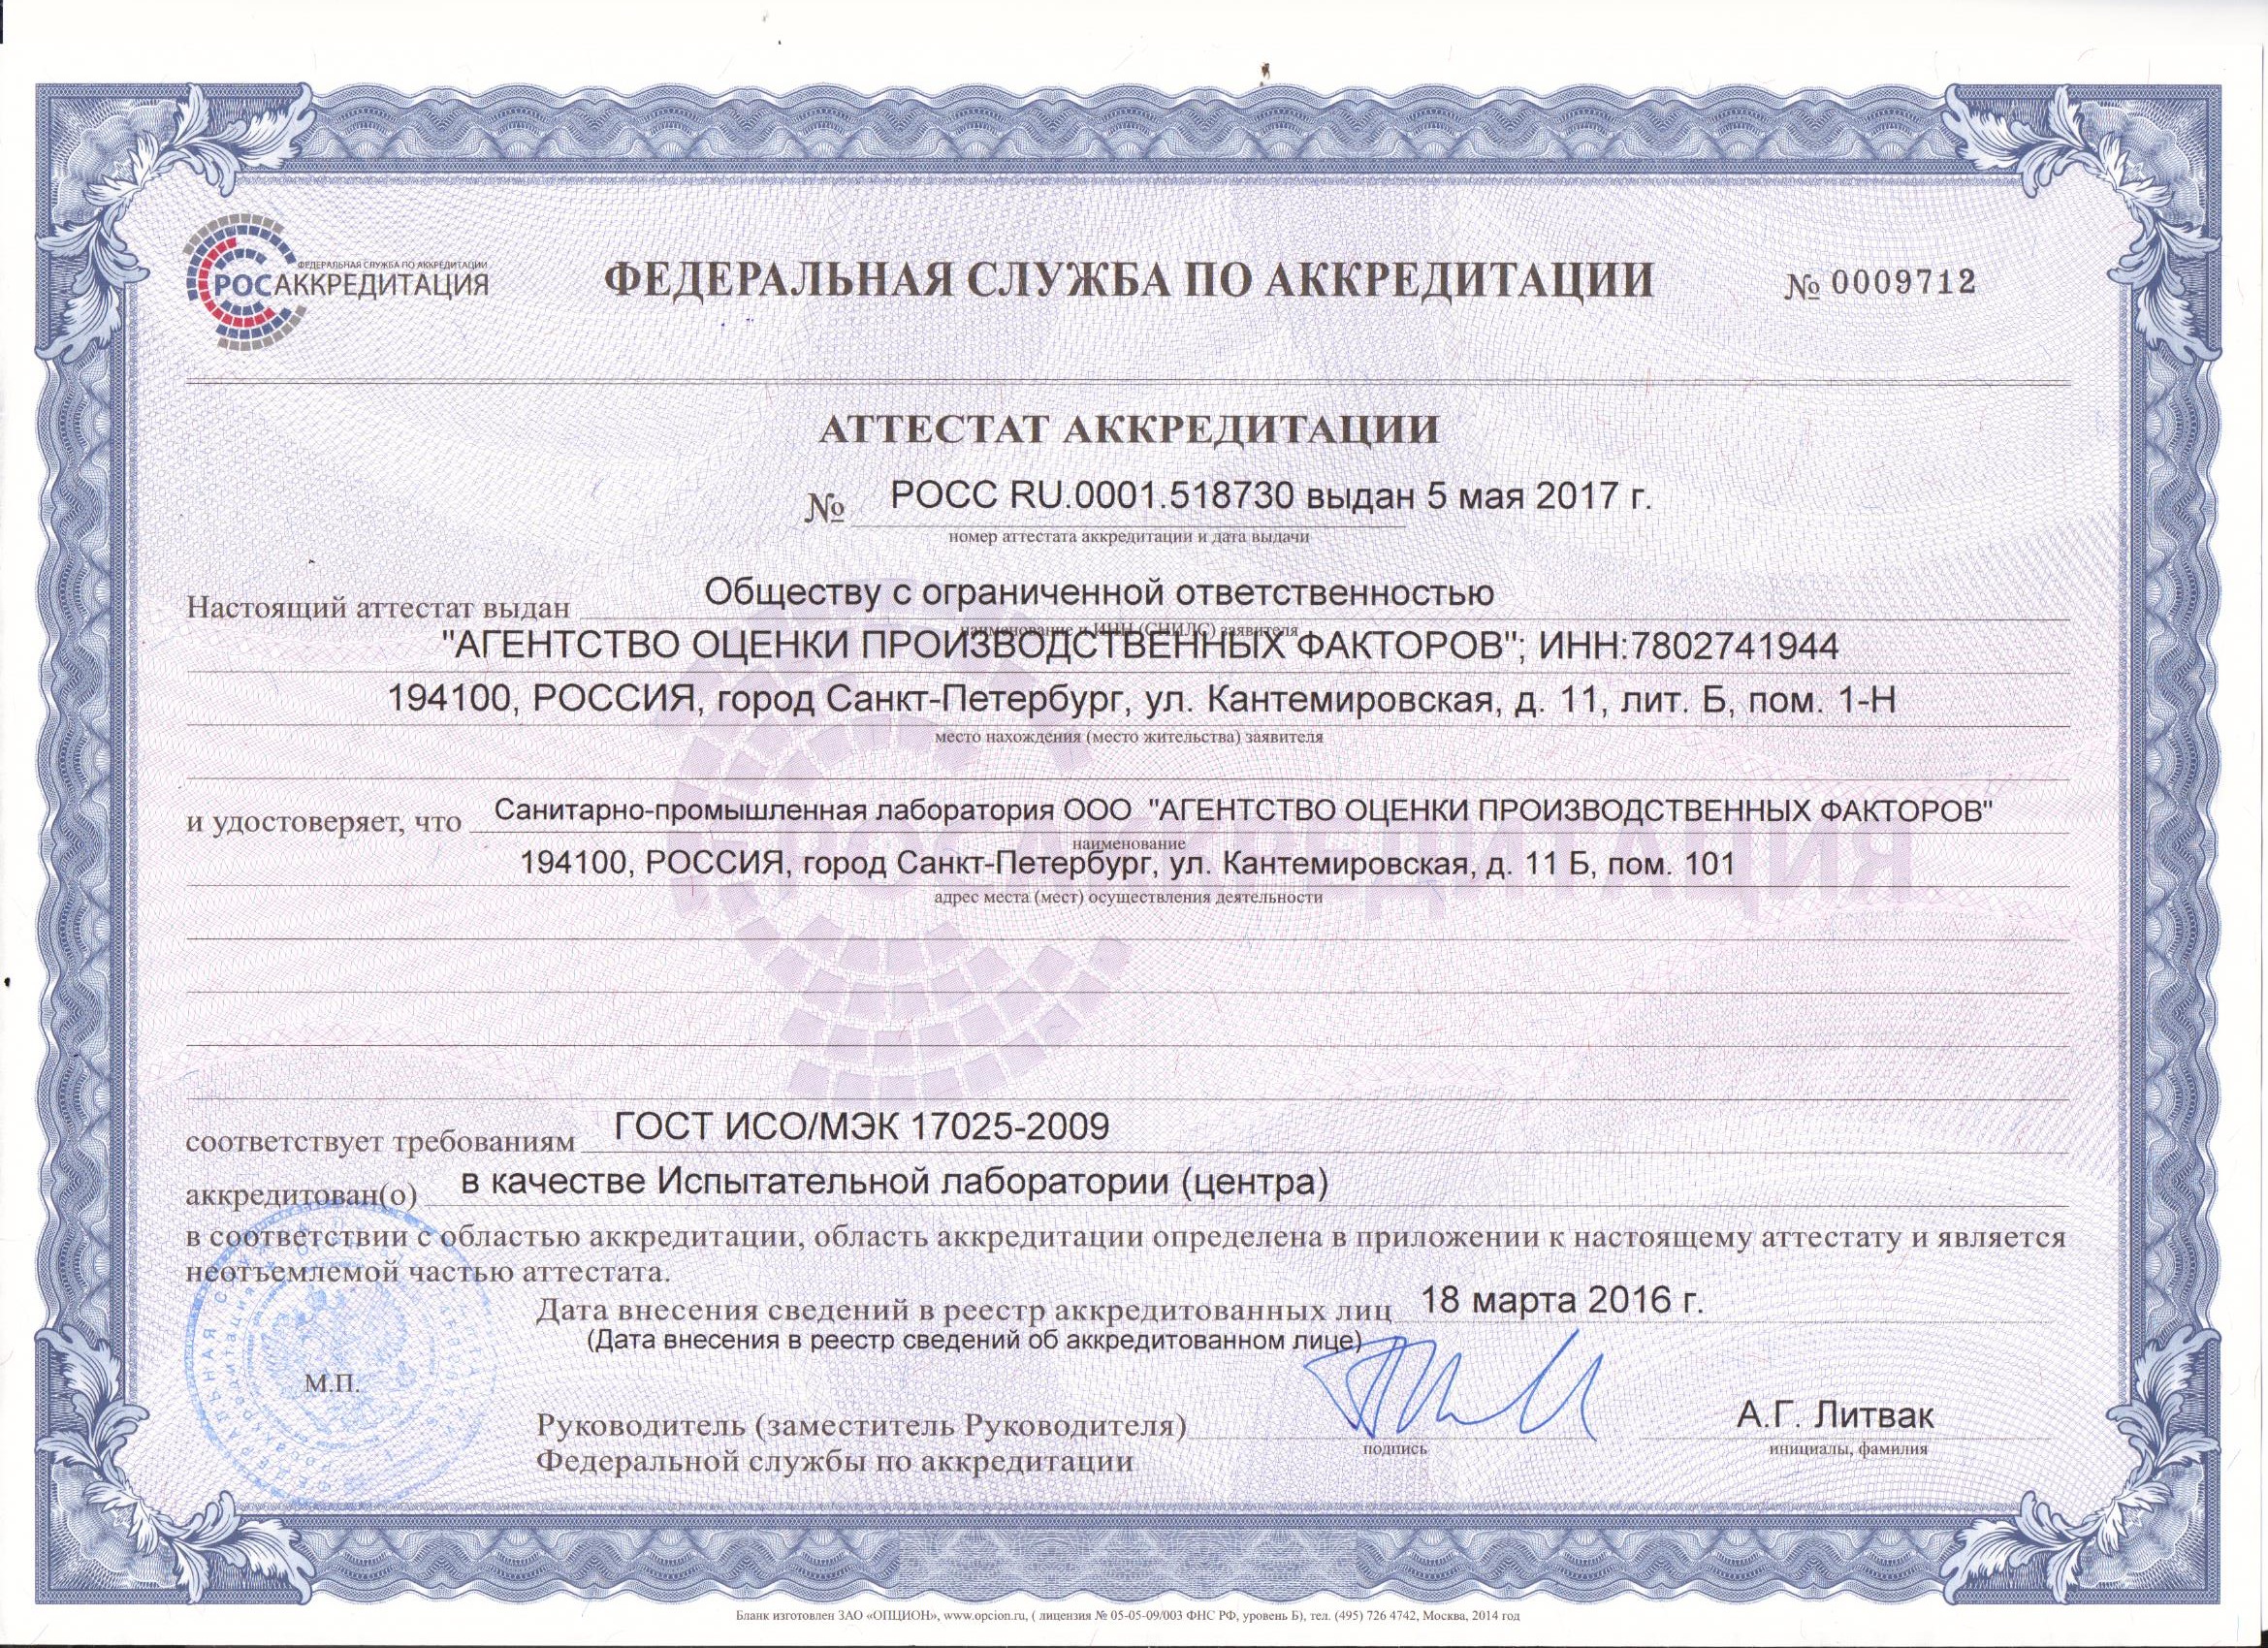 ФЕДЕРАЛЬНАЯ СЛУЖБА ПО АККРЕДИТАЦИИ
РОСАККРЕДИТАЦИЯ
ФЕДЕРАЛЬНАЯ СЛУЖБА ПО АККРЕДИТАЦИИ
№ 0009712
АТТЕСТАТ АККРЕДИТАЦИИ
№ РОСС RU.0001.518730 выдан 5 мая 2017 г.
номер аттестата аккредитации и дата выдачи
Настоящий аттестат выдан Обществу с ограниченной ответственностью
наименование и ИНН (СНИЛС) заявителя
"АГЕНТСТВО ОЦЕНКИ ПРОИЗВОДСТВЕННЫХ ФАКТОРОВ"; ИНН:7802741944
194100, РОССИЯ, город Санкт-Петербург, ул. Кантемировская, д. 11, лит. Б, пом. 1-Н
место нахождения (место жительства) заявителя
и удостоверяет, что Санитарно-промышленная лаборатория ООО "АГЕНТСТВО ОЦЕНКИ ПРОИЗВОДСТВЕННЫХ ФАКТОРОВ"
наименование
194100, РОССИЯ, город Санкт-Петербург, ул. Кантемировская, д. 11 Б, пом. 101
адрес места (мест) осуществления деятельности
РОСАККРЕДИТАЦИЯ
соответствует требованиям ГОСТ ИСО/МЭК 17025-2009
аккредитован(о) в качестве Испытательной лаборатории (центра)
в соответствии с областью аккредитации, область аккредитации определена в приложении к настоящему аттестату и является
неотъемлемой частью аттестата.
Дата внесения сведений в реестр аккредитованных лиц 18 марта 2016 г.
(Дата внесения в реестр сведений об аккредитованном лице)
М.П.
Руководитель (заместитель Руководителя)
Федеральной службы по аккредитации
подпись
А.Г. Литвак
инициалы, фамилия
Бланк изготовлен ЗАО «ОПЦИОН», www.opcion.ru, ( лицензия № 05-05-09/003 ФНС РФ, уровень Б), тел. (495) 726 4742, Москва, 2014 год